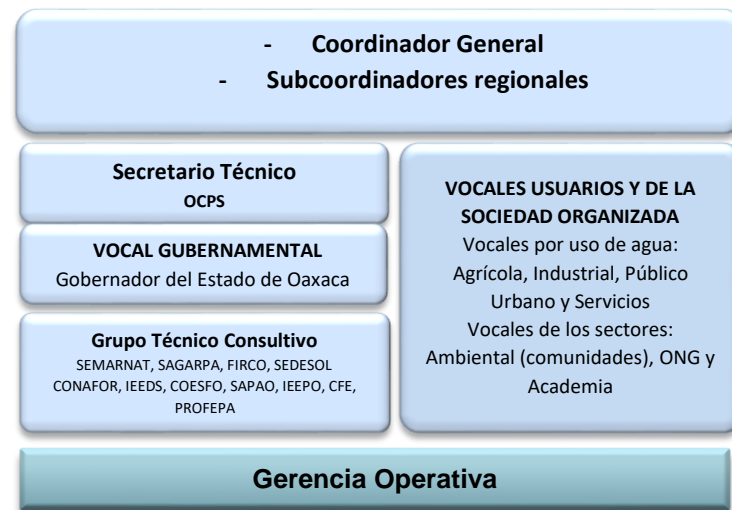 - Coordinador General
- Subcoordinadores regionales
Secretario Técnico
OCPS
VOCAL GUBERNAMENTAL
Gobernador del Estado de Oaxaca
Grupo Técnico Consultivo
SEMARNAT, SAGARPA, FIRCO, SEDESOL
CONAFOR, IEEDS, COESFO, SAPAO, IEEPO, CFE,
PROFEPA
VOCALES USUARIOS Y DE LA
SOCIEDAD ORGANIZADA
Vocales por uso de agua:
Agrícola, Industrial, Público
Urbano y Servicios
Vocales de los sectores:
Ambiental (comunidades), ONG y
Academia
Gerencia Operativa